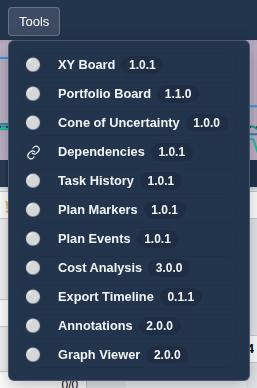 Tools
XY Board 1.0.1
Portfolio Board 1.1.0
Cone of Uncertainty 1.0.0
Dependencies 1.0.1
Task History 1.0.1
Plan Markers 1.0.1
Plan Events 1.0.1
Cost Analysis 3.0.0
Export Timeline 0.1.1
Annotations 2.0.0
Graph Viewer 2.0.0
0/0